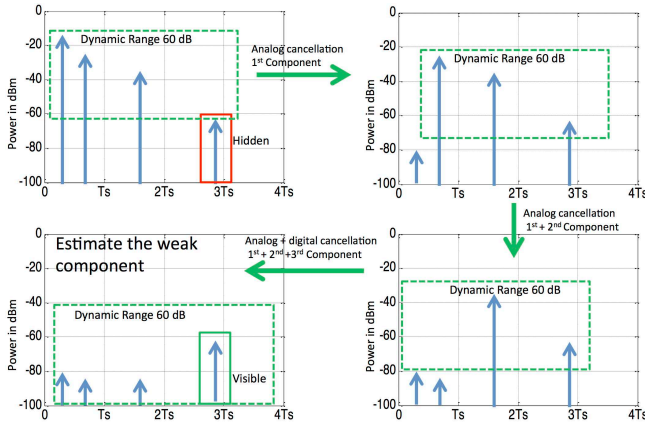 0
-20
-40
-60
-80
-100
Power in dBm
Dynamic Range 60 dB
Hidden
0
Ts
2Ts
3Ts
4Ts
Analog cancellation
1st Component
0
-20
-40
-60
-80
-100
Power in dBm
Dynamic Range 60 dB
0
Ts
2Ts
3Ts
4Ts
Analog cancellation
1st + 2nd Component
0
-20
-40
-60
-80
-100
Power in dBm
Dynamic Range 60 dB
0
Ts
2Ts
3Ts
4Ts
Analog + digital cancellation
1st + 2nd +3rd Component
0
-20
-40
-60
-80
-100
Power in dBm
Estimate the weak
component
Dynamic Range 60 dB
Visible
0
Ts
2Ts
3Ts
4Ts